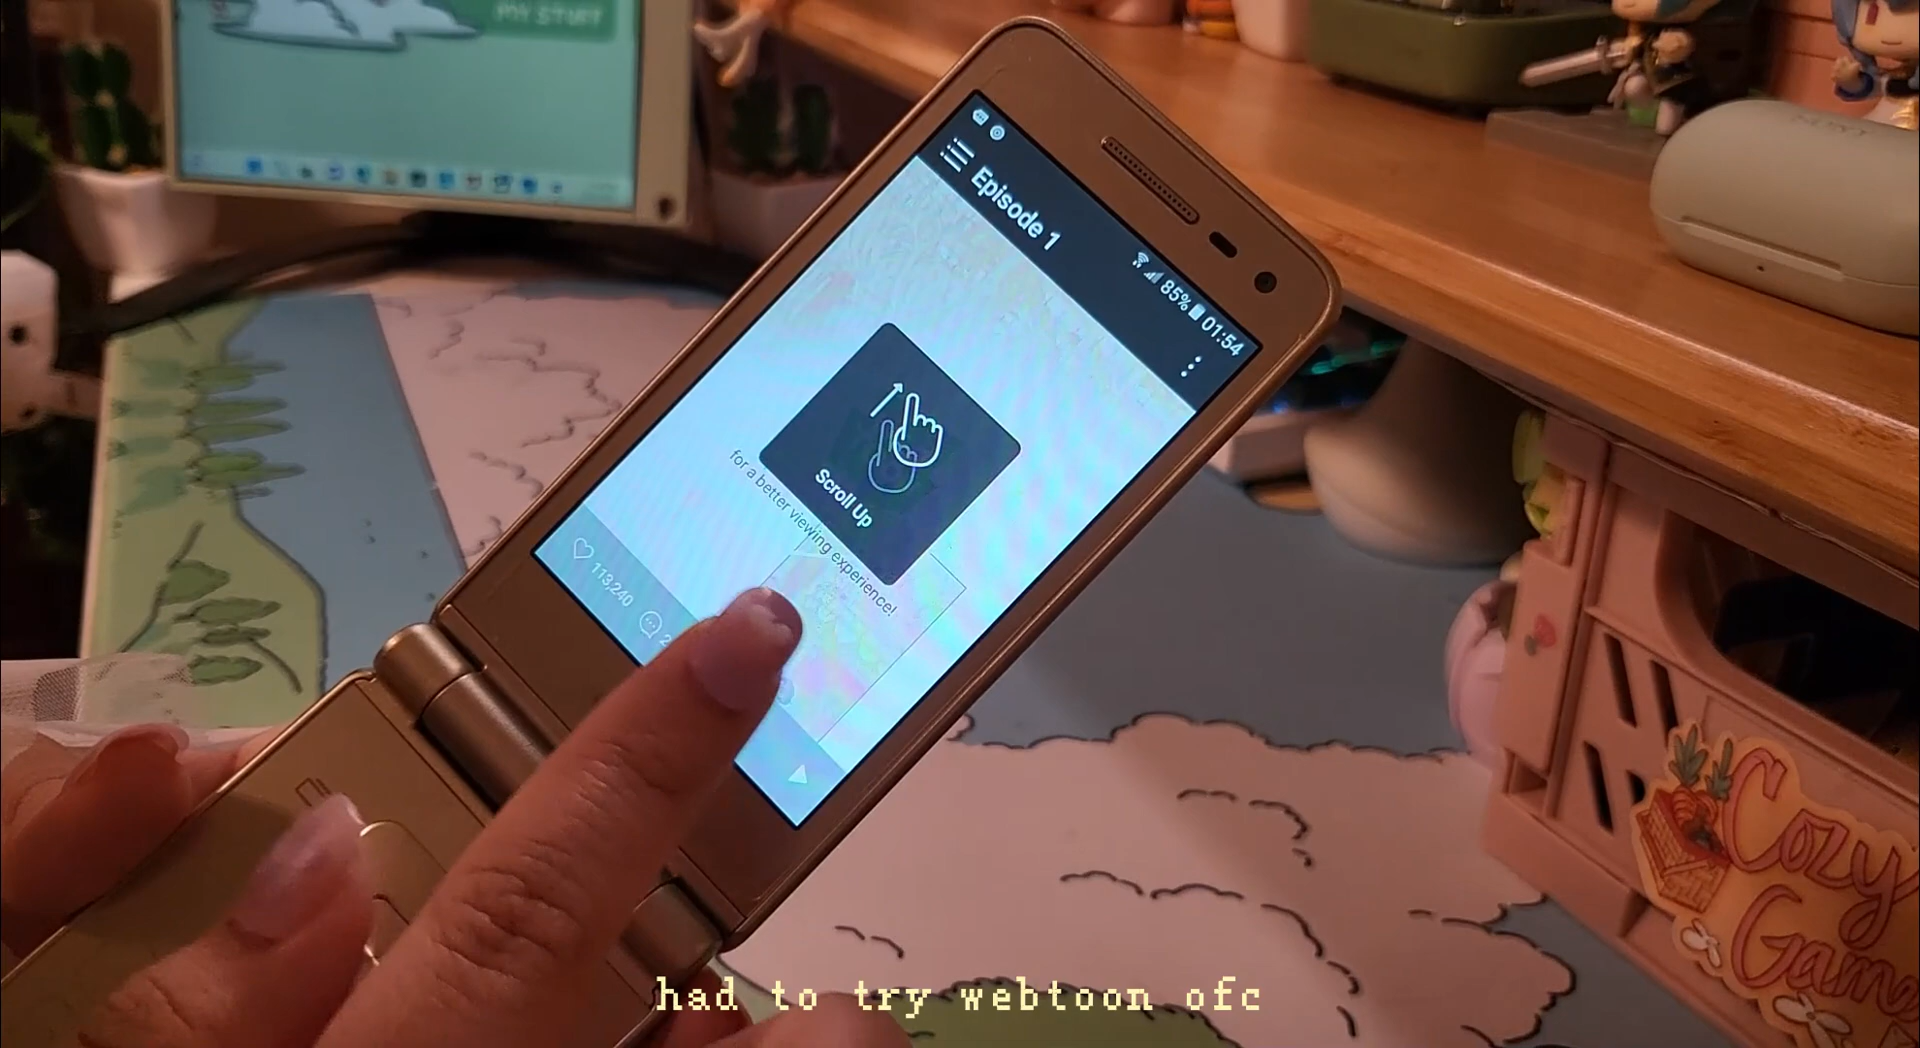 MY STUFF
Episode 1
85% 01:54
Scroll Up
for a better viewing experience!
113,240
Cozy
had to try webtoon ofc